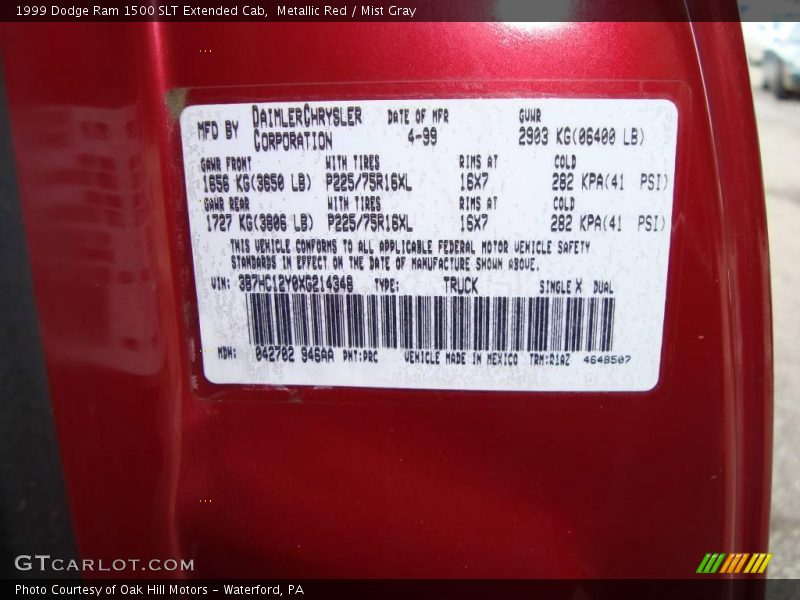 1999 Dodge Ram 1500 SLT Extended Cab, Metallic Red / Mist Gray
MFD BY DAIMLERCHRYSLER CORPORATION DATE OF MFR 4-99 GVWR 2903 KG(06400 LB)
GAWR FRONT WITH TIRES RIMS AT COLD
1656 KG(3650 LB) P225/75R16XL 16X7 282 KPA(41 PSI)
GAWR REAR WITH TIRES RIMS AT COLD
1727 KG(3806 LB) P225/75R16XL 16X7 282 KPA(41 PSI)
THIS VEHICLE CONFORMS TO ALL APPLICABLE FEDERAL MOTOR VEHICLE SAFETY
STANDARDS IN EFFECT ON THE DATE OF MANUFACTURE SHOWN ABOVE.
VIN: 3B7HC12Y0XG214348 TYPE: TRUCK SINGLE X DUAL
MDH: 042702 946AA PNT:PRC VEHICLE MADE IN MEXICO TRM:R1AZ 4648507
GTCARLOT.COM
Photo Courtesy of Oak Hill Motors - Waterford, PA